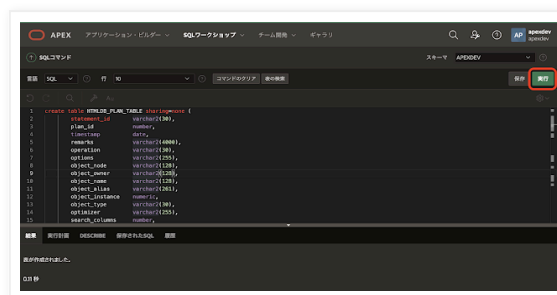 APEX アプリケーション・ビルダー SQLワークショップ チーム開発 ギャラリ AP apexdev
apexdev
SQLコマンド スキーマ APEXDEV
言語 SQL 行 10 コマンドのクリア 表の検索 保存 実行
1 create table HTMLDB_PLAN_TABLE sharing=none (
2 statement_id varchar2(30),
3 plan_id number,
4 timestamp date,
5 remarks varchar2(4000),
6 operation varchar2(30),
7 options varchar2(255),
8 object_node varchar2(128),
9 object_owner varchar2(128),
10 object_name varchar2(128),
11 object_alias varchar2(261),
12 object_instance numeric,
13 object_type varchar2(30),
14 optimizer varchar2(255),
15 search_columns number,
結果 実行計画 DESCRIBE 保存されたSQL 履歴
表が作成されました。
0.11 秒